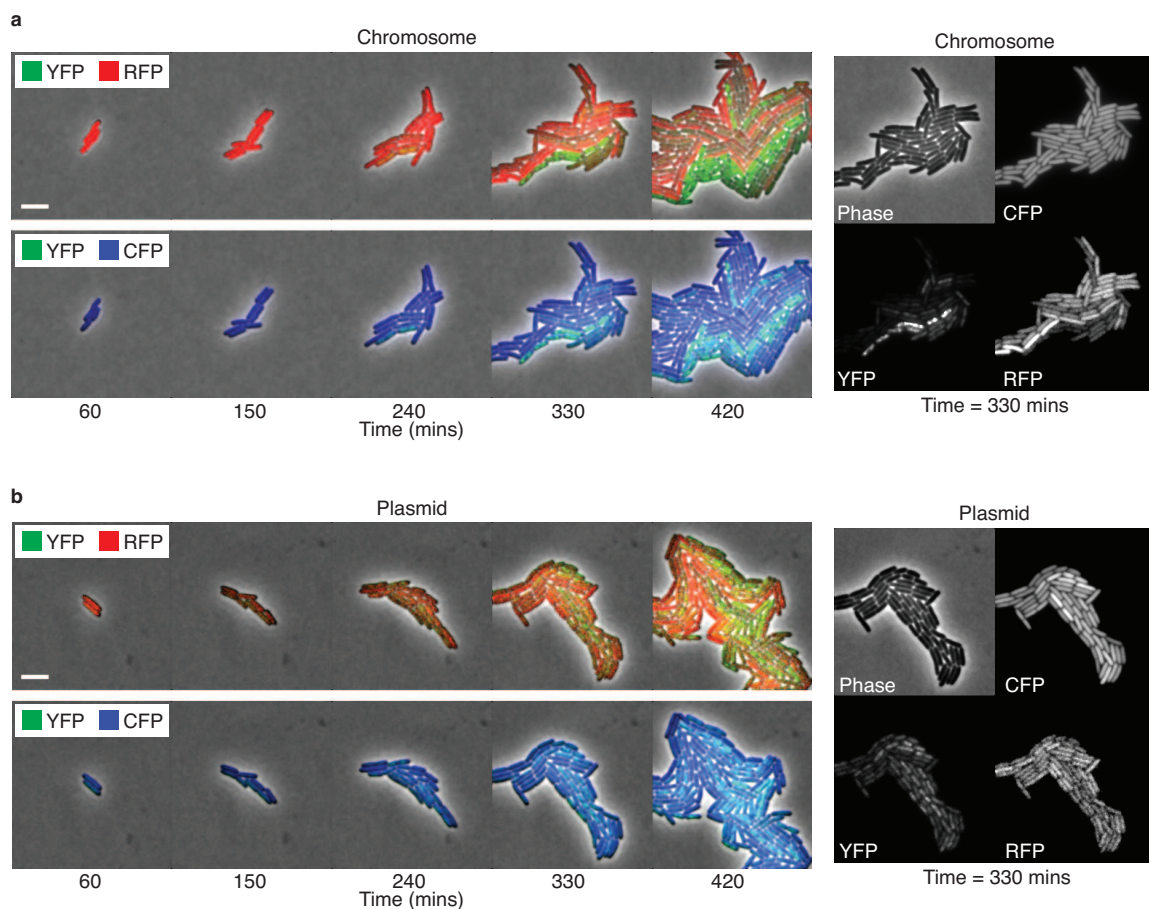 a
Chromosome
YFP RFP
YFP CFP
60 150 240 330 420
Time (mins)
Chromosome
Phase CFP
YFP RFP
Time = 330 mins
b
Plasmid
YFP RFP
YFP CFP
60 150 240 330 420
Time (mins)
Plasmid
Phase CFP
YFP RFP
Time = 330 mins